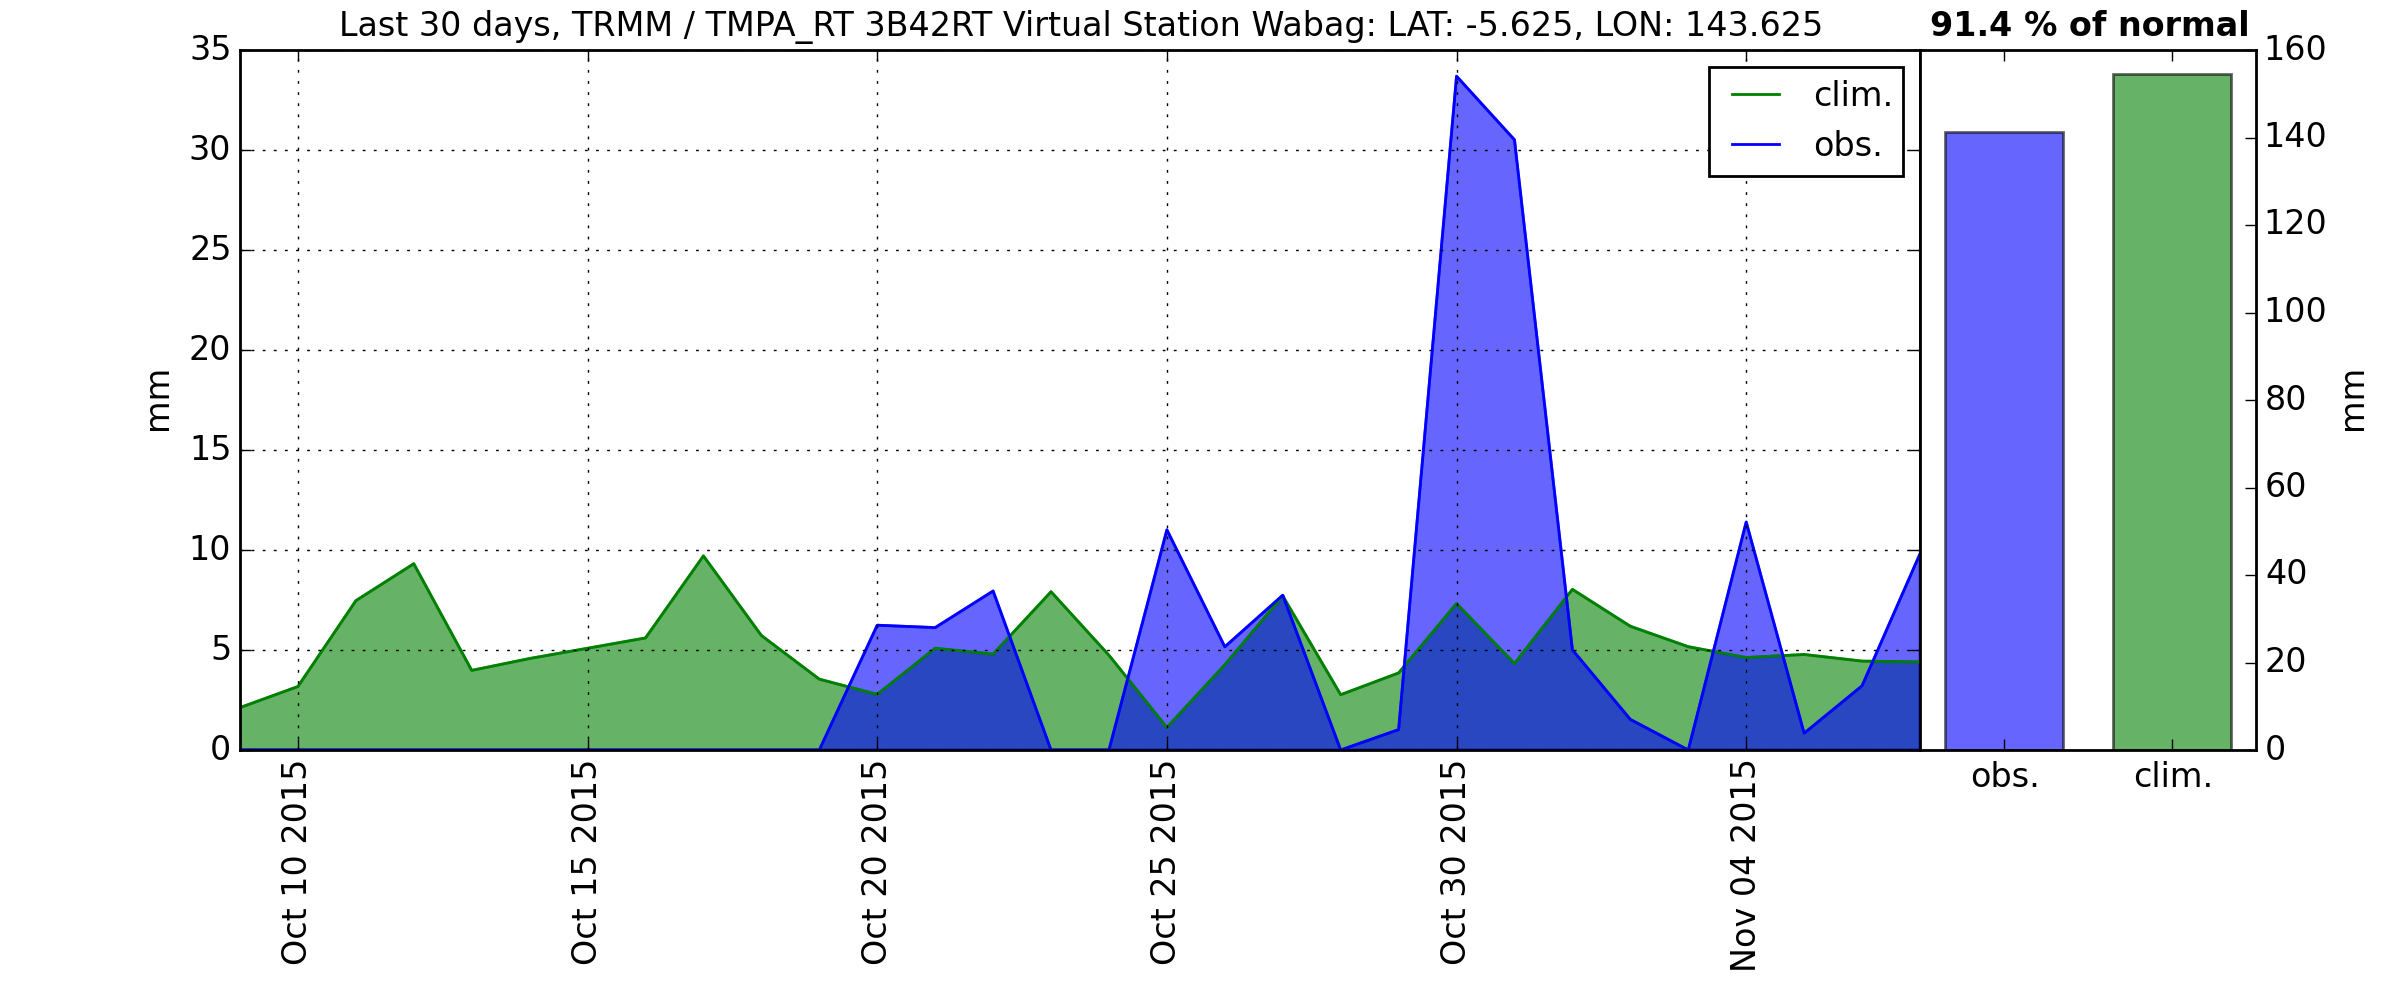 Last 30 days, TRMM / TMPA_RT 3B42RT Virtual Station Wabag: LAT: -5.625, LON: 143.625
91.4 % of normal
35
30
25
20
15
10
5
0
mm
clim.
obs.
160
140
120
100
80
60
40
20
0
mm
obs.
clim.
Oct 10 2015
Oct 15 2015
Oct 20 2015
Oct 25 2015
Oct 30 2015
Nov 04 2015